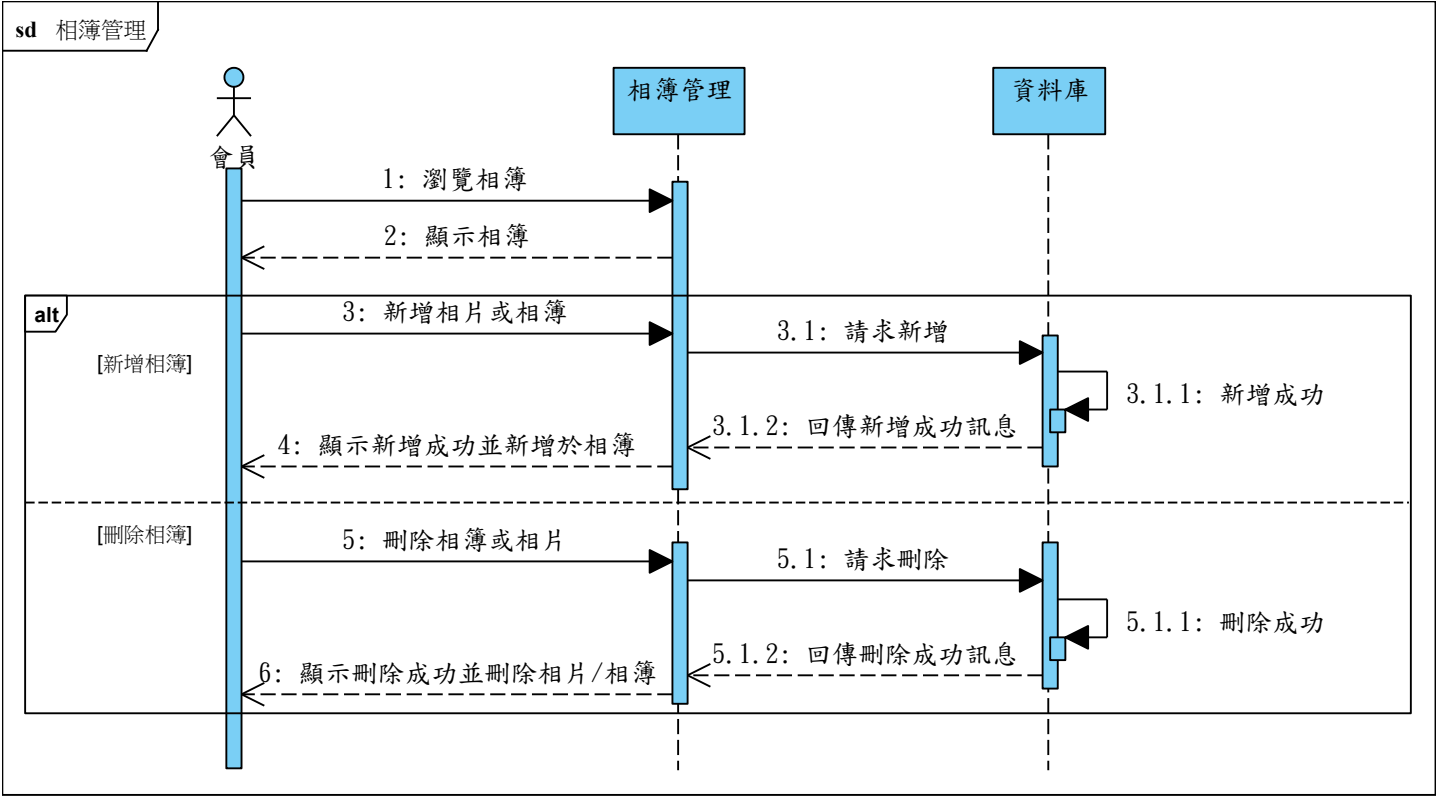 sd 相簿管理
會員
相簿管理
資料庫
1: 瀏覽相簿
2: 顯示相簿
alt
[新增相簿]
3: 新增相片或相簿
3.1: 請求新增
3.1.1: 新增成功
3.1.2: 回傳新增成功訊息
4: 顯示新增成功並新增於相簿
[刪除相簿]
5: 刪除相簿或相片
5.1: 請求刪除
5.1.1: 刪除成功
5.1.2: 回傳刪除成功訊息
6: 顯示刪除成功並刪除相片/相簿